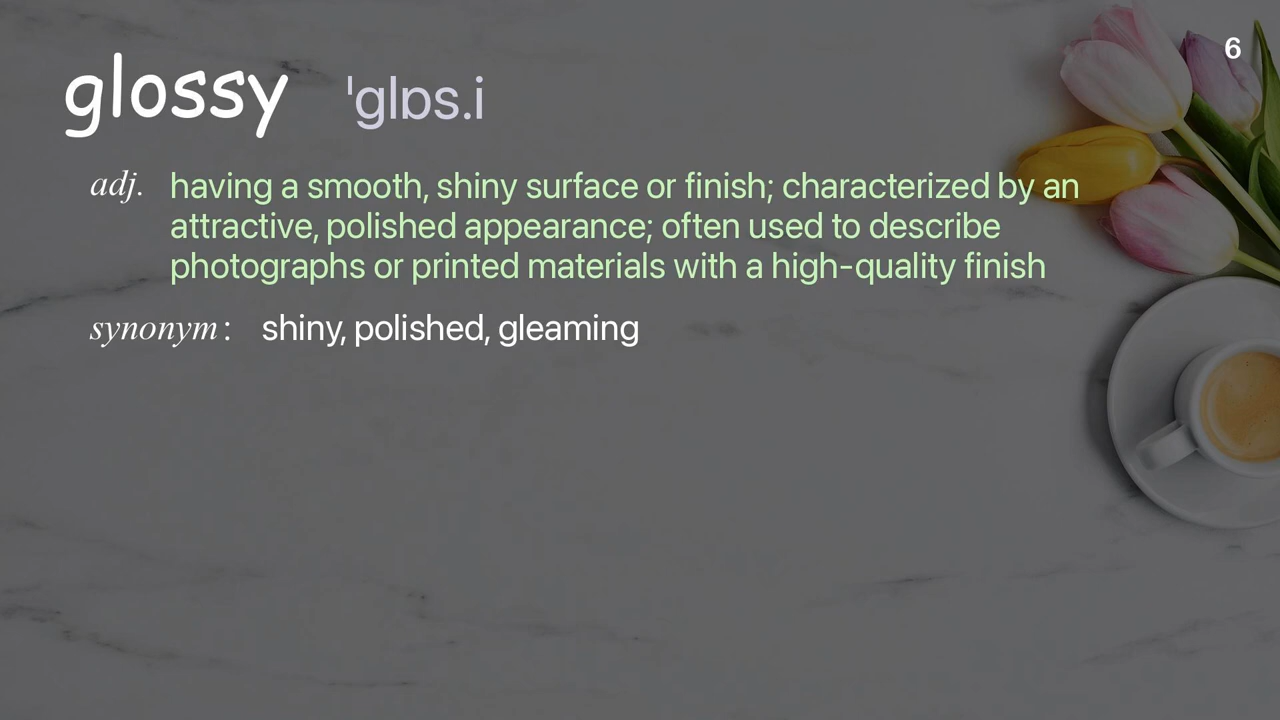 6
glossy ˈɡlɒs.i
adj. having a smooth, shiny surface or finish; characterized by an
attractive, polished appearance; often used to describe
photographs or printed materials with a high-quality finish
synonym: shiny, polished, gleaming